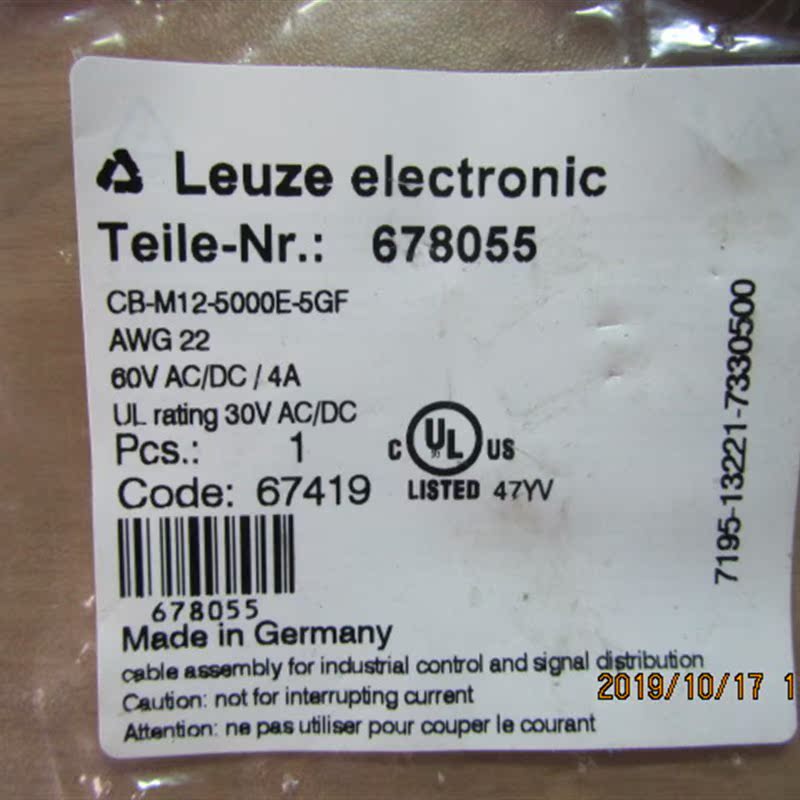 Leuze electronic
Teile-Nr.: 678055
CB-M12-5000E-5GF
AWG 22
60V AC/DC / 4A
UL rating 30V AC/DC
Pcs.: 1
Code: 67419
C UL US
LISTED 47YV
678055
Made in Germany
cable assembly for industrial control and signal distribution
Caution: not for interrupting current
Attention: ne pas utiliser pour couper le courant
7195-13221-7330500
2019/10/17 1